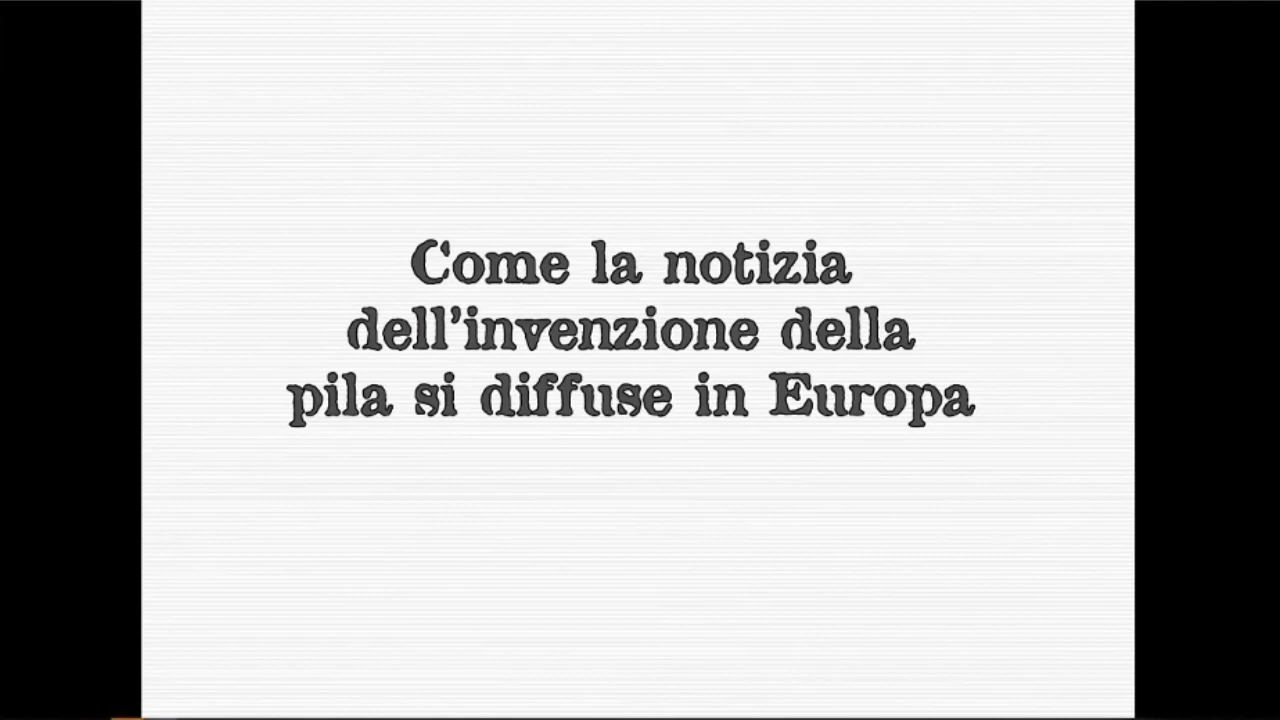 Come la notizia
dell’invenzione della
pila si diffuse in Europa